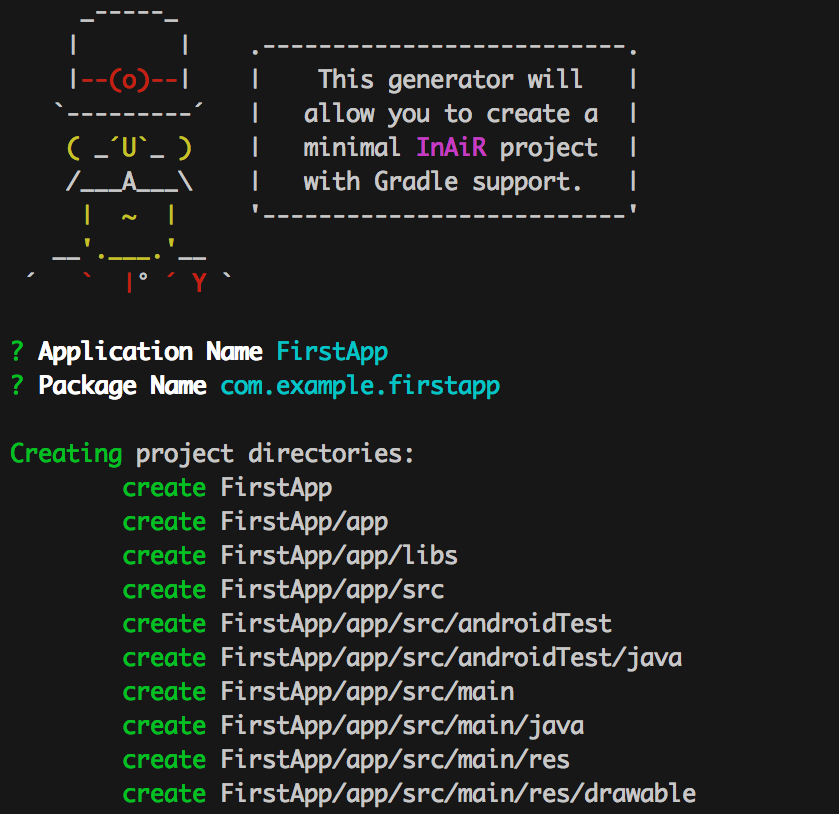 _-----_
    |       |    .--------------------------.
    |--(o)--|    |    This generator will   |
   `---------´   |   allow you to create a  |
    ( _´U`_ )    |   minimal InAiR project  |
    /___A___\    |   with Gradle support.   |
     |  ~  |     '--------------------------'
   __'.___.'__
 ´   `  |° ´ Y `
? Application Name FirstApp
? Package Name com.example.firstapp
Creating project directories:
        create FirstApp
        create FirstApp/app
        create FirstApp/app/libs
        create FirstApp/app/src
        create FirstApp/app/src/androidTest
        create FirstApp/app/src/androidTest/java
        create FirstApp/app/src/main
        create FirstApp/app/src/main/java
        create FirstApp/app/src/main/res
        create FirstApp/app/src/main/res/drawable